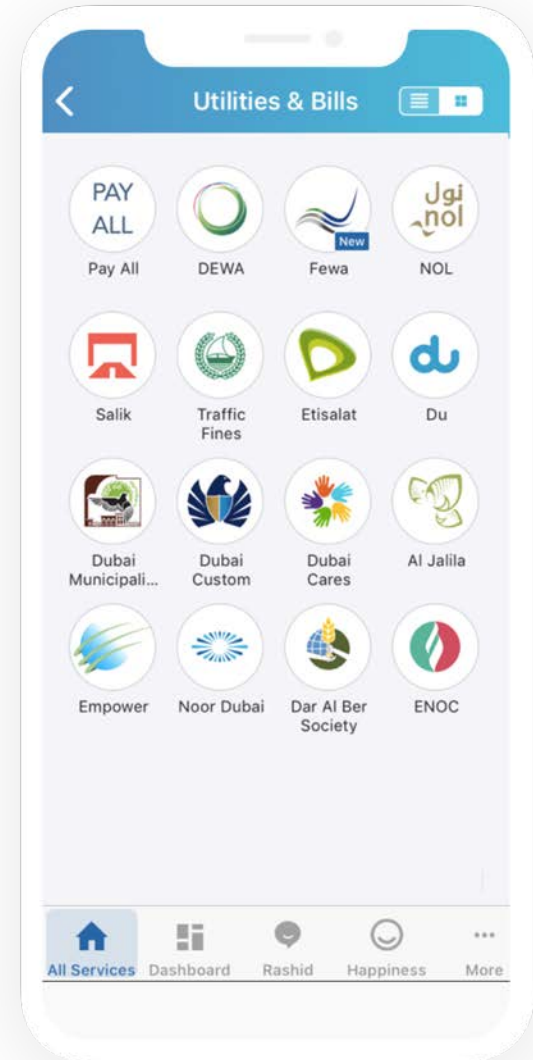 Utilities & Bills
PAY
ALL
New
نول
nol
Pay All
DEWA
Fewa
NOL
Salik
Traffic
Fines
Etisalat
du
Du
Dubai
Municipali...
Dubai
Custom
Dubai
Cares
Al Jalila
Empower
Noor Dubai
Dar Al Ber
Society
ENOC
All Services
Dashboard
Rashid
Happiness
More